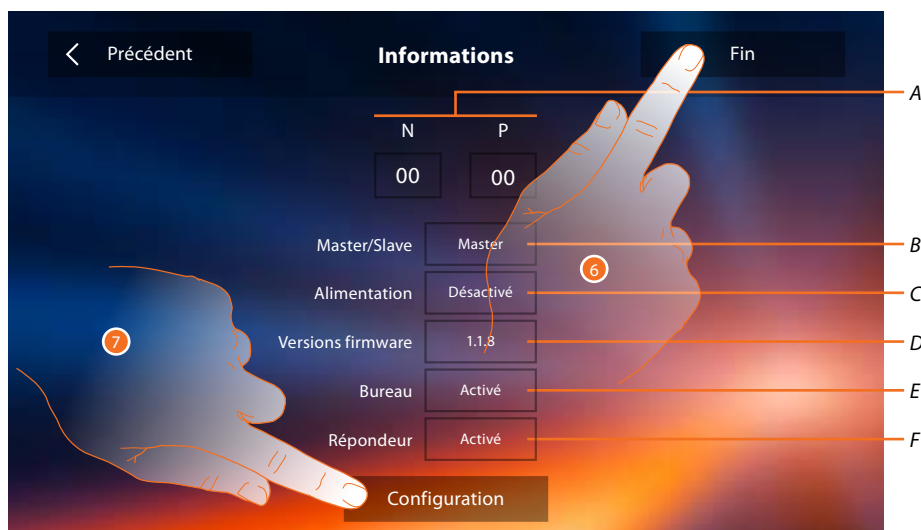 Précédent
Informations
Fin
A
N P
00 00
Master/Slave Master
B
6
Alimentation Désactivé
C
7
Versions firmware 1.1.8
D
Bureau Activé
E
Répondeur Activé
F
Configuration